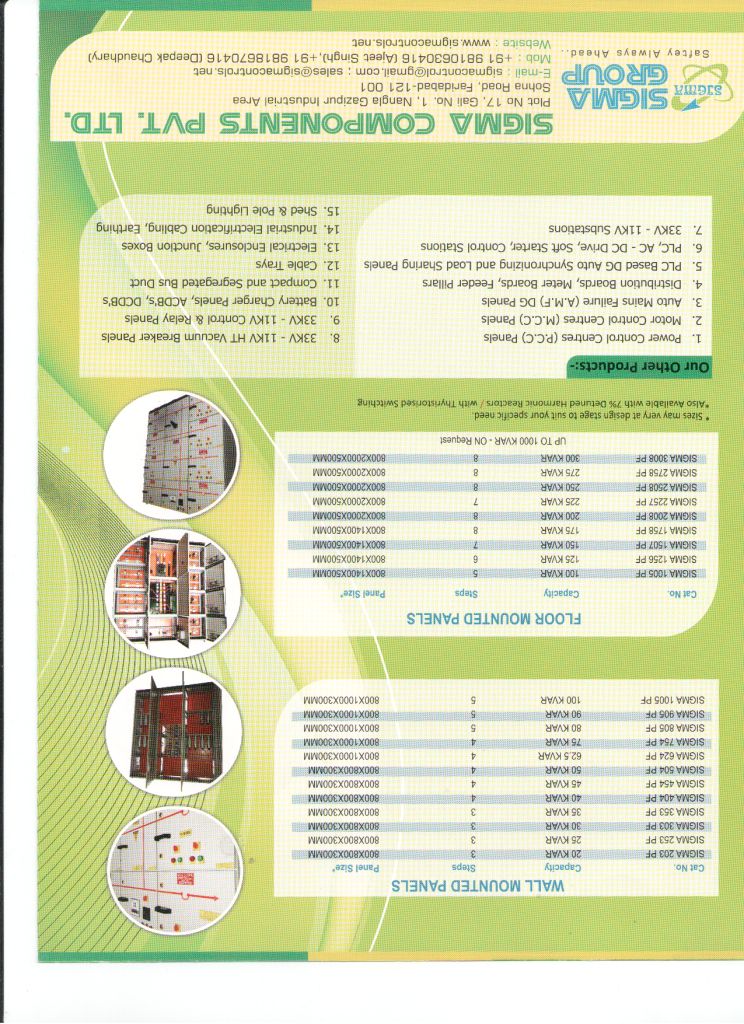 WALL MOUNTED PANELS
Cat No. Capacity Steps Panel Size*
SIGMA 203 PF 20 KVAR 3 800X800X300MM
SIGMA 253 PF 25 KVAR 3 800X800X300MM
SIGMA 303 PF 30 KVAR 3 800X800X300MM
SIGMA 353 PF 35 KVAR 3 800X800X300MM
SIGMA 404 PF 40 KVAR 4 800X800X300MM
SIGMA 454 PF 45 KVAR 4 800X800X300MM
SIGMA 504 PF 50 KVAR 4 800X800X300MM
SIGMA 624 PF 62.5 KVAR 4 800X1000X300MM
SIGMA 754 PF 75 KVAR 4 800X1000X300MM
SIGMA 805 PF 80 KVAR 5 800X1000X300MM
SIGMA 905 PF 90 KVAR 5 800X1000X300MM
SIGMA 1005 PF 100 KVAR 5 800X1000X300MM
FLOOR MOUNTED PANELS
Cat No. Capacity Steps Panel Size*
SIGMA 1005 PF 100 KVAR 5 800X1400X500MM
SIGMA 1256 PF 125 KVAR 6 800X1400X500MM
SIGMA 1507 PF 150 KVAR 7 800X1400X500MM
SIGMA 1758 PF 175 KVAR 8 800X1400X500MM
SIGMA 2008 PF 200 KVAR 8 800X2000X500MM
SIGMA 2257 PF 225 KVAR 7 800X2000X500MM
SIGMA 2508 PF 250 KVAR 8 800X2000X500MM
SIGMA 2758 PF 275 KVAR 8 800X2000X500MM
SIGMA 3008 PF 300 KVAR 8 800X2000X500MM
UP TO 1000 KVAR - ON Request
* Sizes may very at design stage to suit your specific need.
*Also Available with 7% Detuned Harmonic Reactors / with Thyristorised Switching
Our Other Products:-
1. Power Control Centres (P.C.C) Panels
2. Motor Control Centres (M.C.C) Panels
3. Auto Mains Failure (A.M.F) DG Panels
4. Distribution Boards, Meter Boards, Feeder Pillars
5. PLC Based DG Auto Synchronizing and Load Sharing Panels
6. PLC, AC - DC Drive, Soft Starter, Control Stations
7. 33KV - 11KV Substations
8. 33KV - 11KV HT Vacuum Breaker Panels
9. 33KV - 11KV Control & Relay Panels
10. Battery Charger Panels, ACDB's, DCDB'S
11. Compact and Segregated Bus Duct
12. Cable Trays
13. Electrical Enclosures, Junction Boxes
14. Industrial Electrification Cabling, Earthing
15. Shed & Pole Lighting
SIGMA
SIGMA
GROUP
Saftey Always Ahead..
SIGMA COMPONENTS PVT. LTD.
Plot No 17, Gali No. 1, Nangla Gazipur Industrial Area
Sohna Road, Faridabad-121 001
E-mail : sigmacontrol@gmail.com ; sales@sigmacontrols.net
Mob : +91 9810630416 (Ajeet Singh),+91 9818670416 (Deepak Chaudhary)
Website : www.sigmacontrols.net